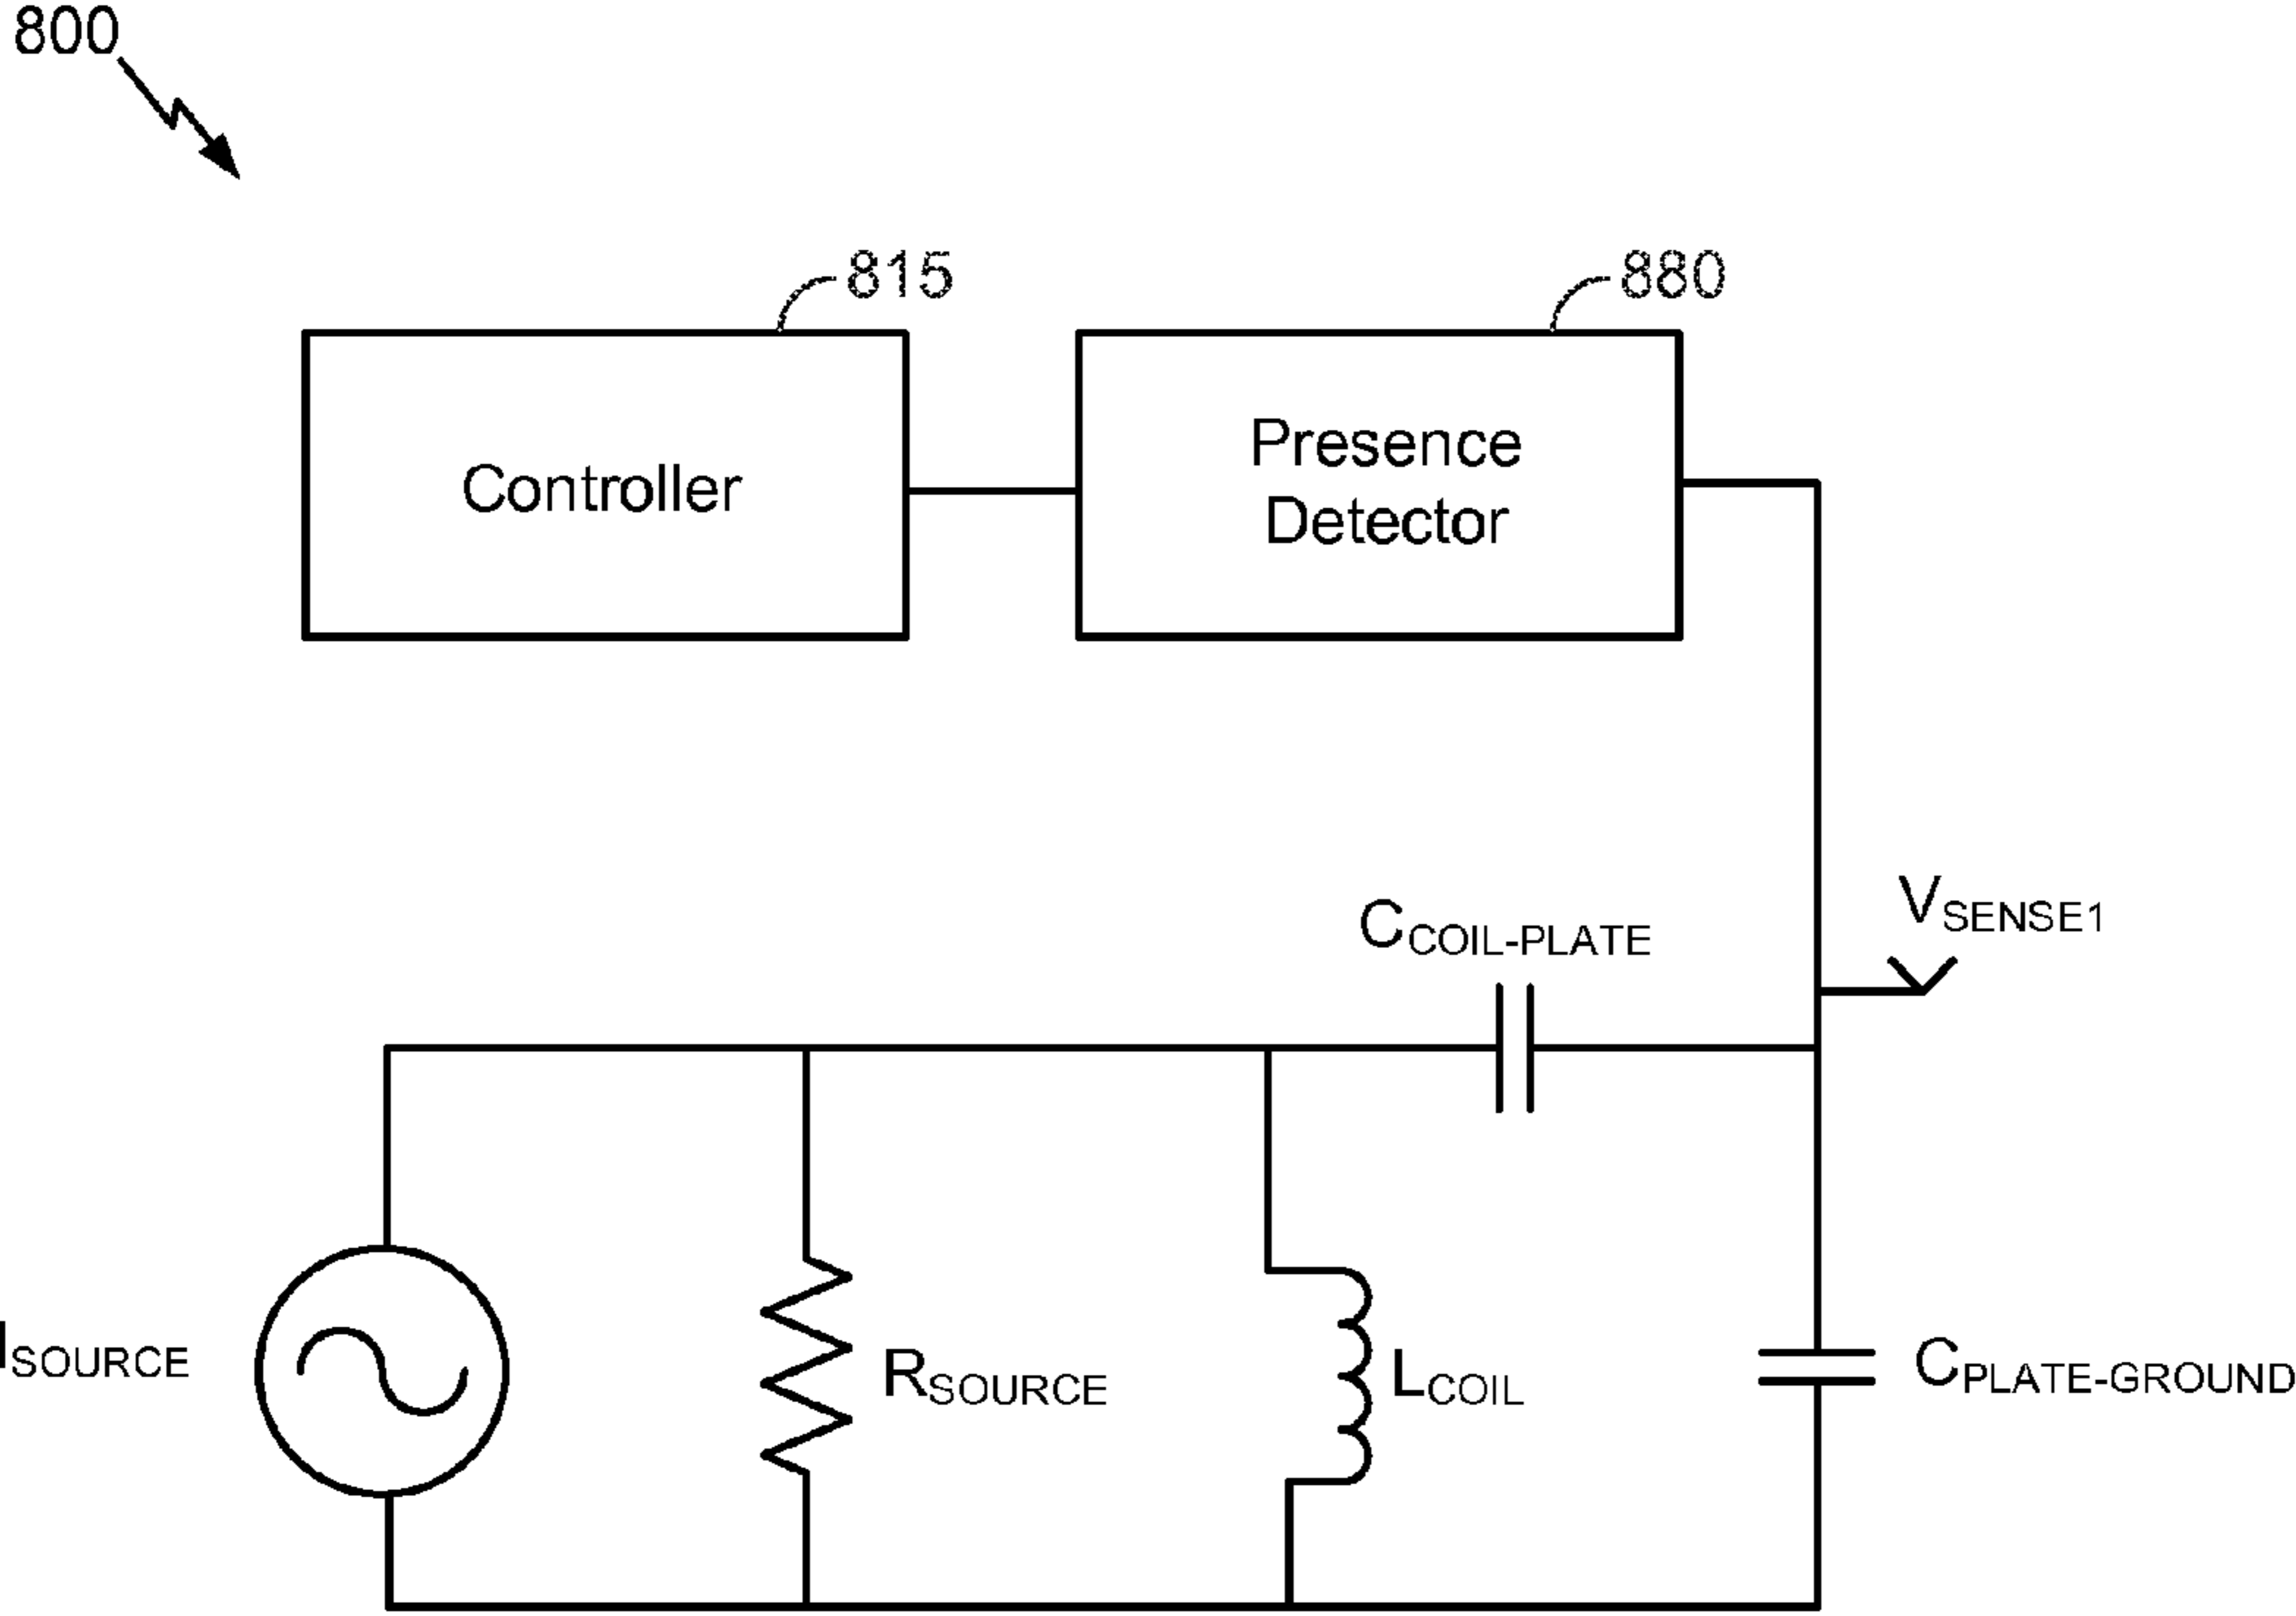 800
815
880
Controller
Presence
Detector
VSENSE1
CCOIL-PLATE
ISOURCE
RSOURCE
LCOIL
CPLATE-GROUND